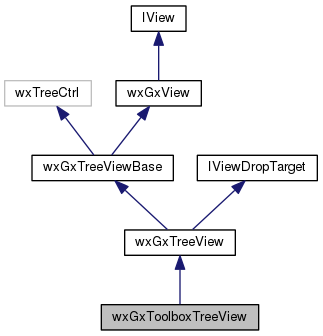 IView
wxTreeCtrl
wxGxView
wxGxTreeViewBase
IViewDropTarget
wxGxTreeView
wxGxToolboxTreeView